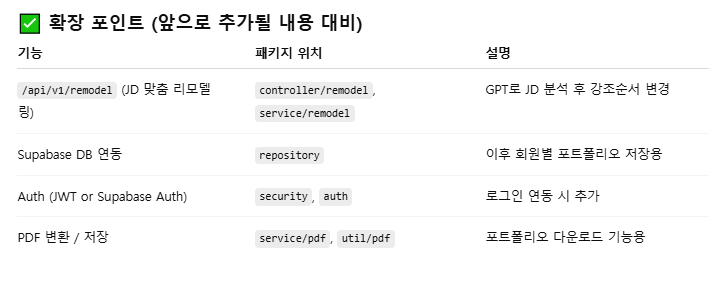 ✅ 확장 포인트 (앞으로 추가될 내용 대비)
기능 패키지 위치 설명
/api/v1/remodel (JD 맞춤 리모델링) controller/remodel, service/remodel GPT로 JD 분석 후 강조순서 변경
Supabase DB 연동 repository 이후 회원별 포트폴리오 저장용
Auth (JWT or Supabase Auth) security, auth 로그인 연동 시 추가
PDF 변환 / 저장 service/pdf, util/pdf 포트폴리오 다운로드 기능용